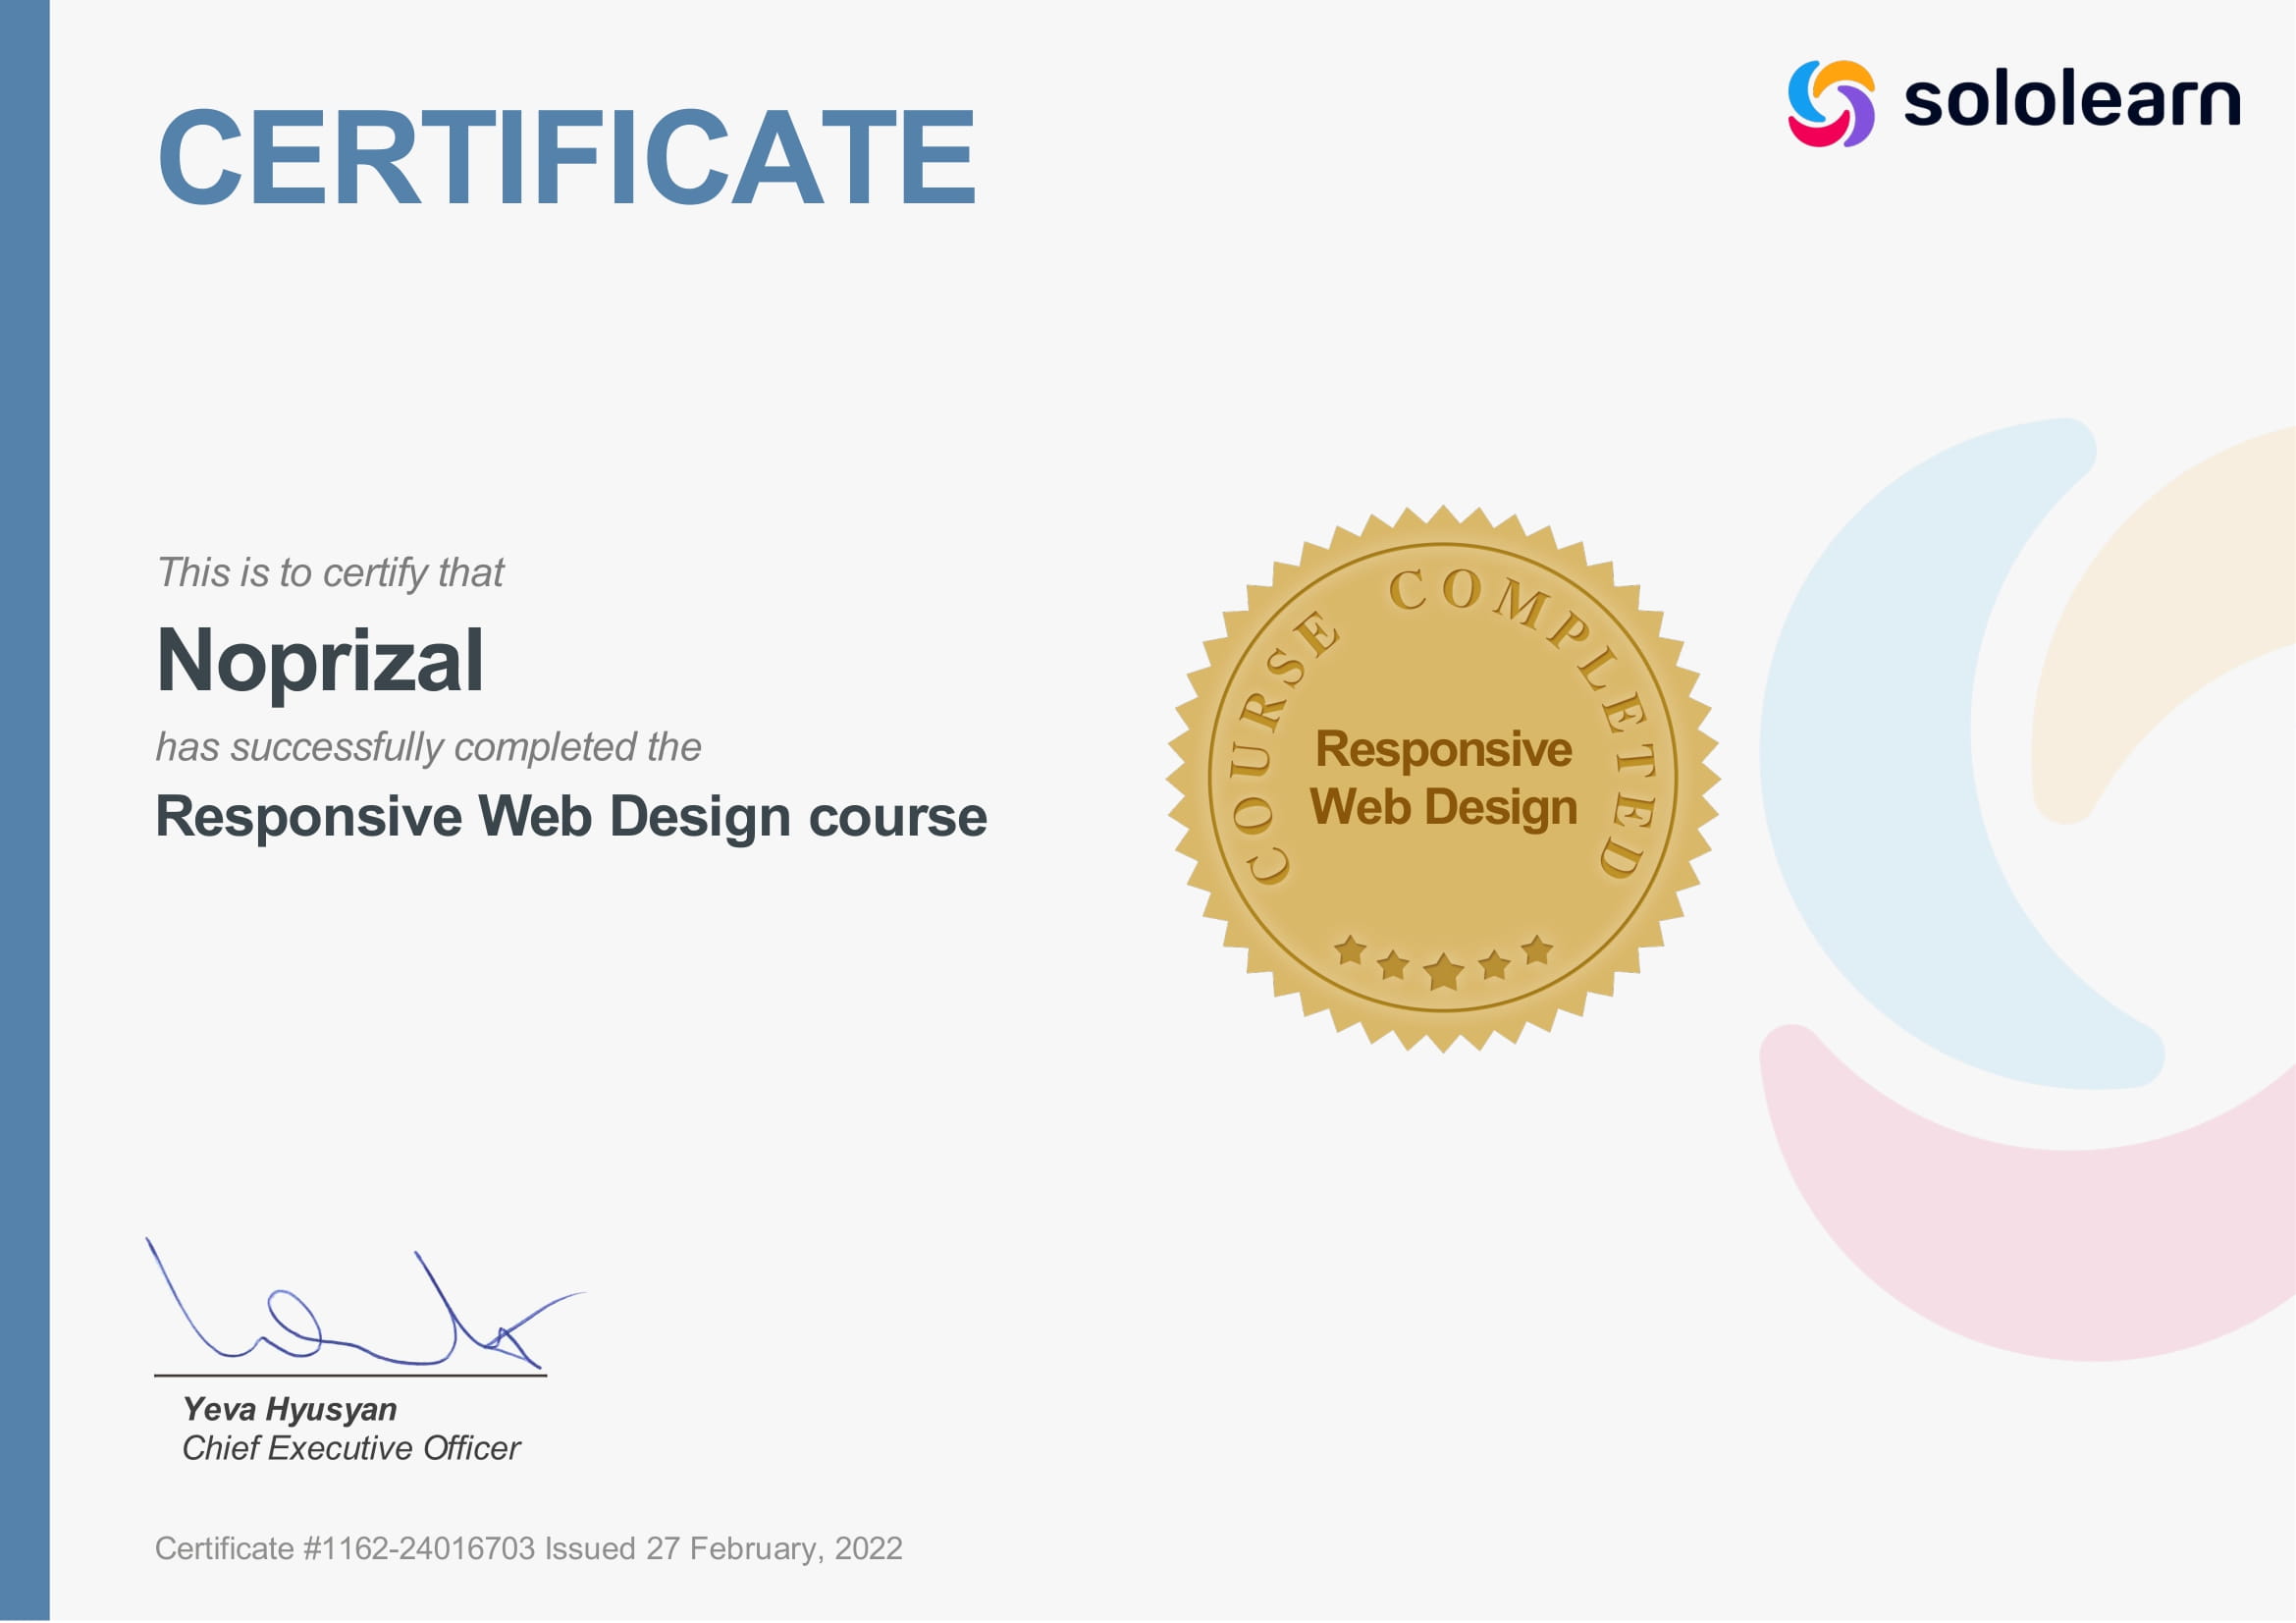 CERTIFICATE
sololearn
This is to certify that
Noprizal
has successfully completed the
Responsive Web Design course
COURSE COMPLETED
Responsive
Web Design
Yeva Hyusyan
Chief Executive Officer
Certificate #1162-24016703 Issued 27 February, 2022